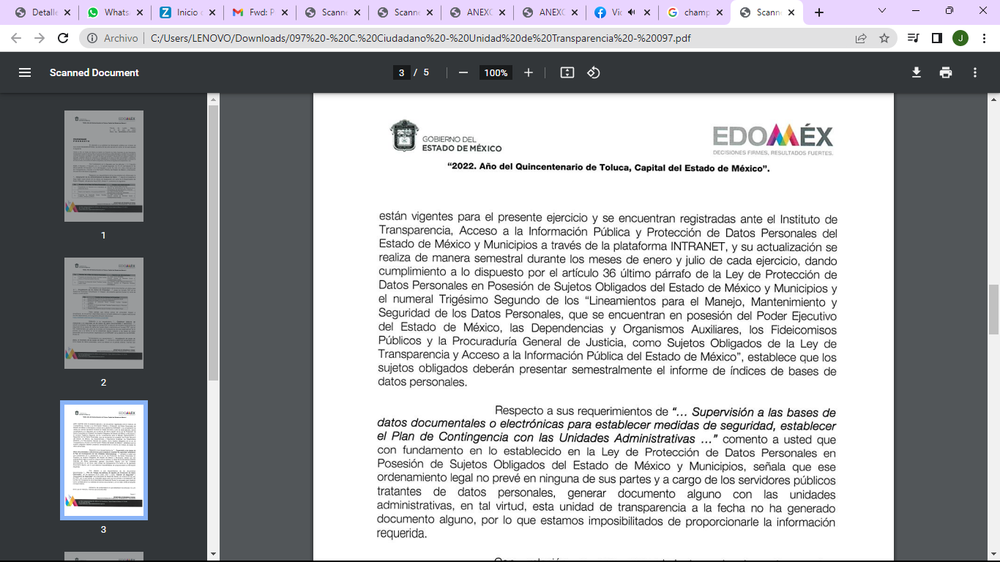 Detalle
Whats
Inicio
Fwd: P
Scann
Scann
ANEXO
ANEXO
Vic
champ
Scann
Archivo
C:/Users/LENOVO/Downloads/097%20-%20C.%20Ciudadano%20-%20Unidad%20de%20Transparencia%20-%20097.pdf
J
Scanned Document
3 / 5
100%
1
2
3
GOBIERNO DEL
ESTADO DE MÉXICO
EDOMÉX
DECISIONES FIRMES, RESULTADOS FUERTES.
“2022. Año del Quincentenario de Toluca, Capital del Estado de México”.
están vigentes para el presente ejercicio y se encuentran registradas ante el Instituto de
Transparencia, Acceso a la Información Pública y Protección de Datos Personales del
Estado de México y Municipios a través de la plataforma INTRANET, y su actualización se
realiza de manera semestral durante los meses de enero y julio de cada ejercicio, dando
cumplimiento a lo dispuesto por el artículo 36 último párrafo de la Ley de Protección de
Datos Personales en Posesión de Sujetos Obligados del Estado de México y Municipios y
el numeral Trigésimo Segundo de los “Lineamientos para el Manejo, Mantenimiento y
Seguridad de los Datos Personales, que se encuentran en posesión del Poder Ejecutivo
del Estado de México, las Dependencias y Organismos Auxiliares, los Fideicomisos
Públicos y la Procuraduría General de Justicia, como Sujetos Obligados de la Ley de
Transparencia y Acceso a la Información Pública del Estado de México”, establece que los
sujetos obligados deberán presentar semestralmente el informe de índices de bases de
datos personales.
Respecto a sus requerimientos de “… Supervisión a las bases de
datos documentales o electrónicas para establecer medidas de seguridad, establecer
el Plan de Contingencia con las Unidades Administrativas …” comento a usted que
con fundamento en lo establecido en la Ley de Protección de Datos Personales en
Posesión de Sujetos Obligados del Estado de México y Municipios, señala que ese
ordenamiento legal no prevé en ninguna de sus partes y a cargo de los servidores públicos
tratantes de datos personales, generar documento alguno con las unidades
administrativas, en tal virtud, esta unidad de transparencia a la fecha no ha generado
documento alguno, por lo que estamos imposibilitados de proporcionarle la información
requerida.